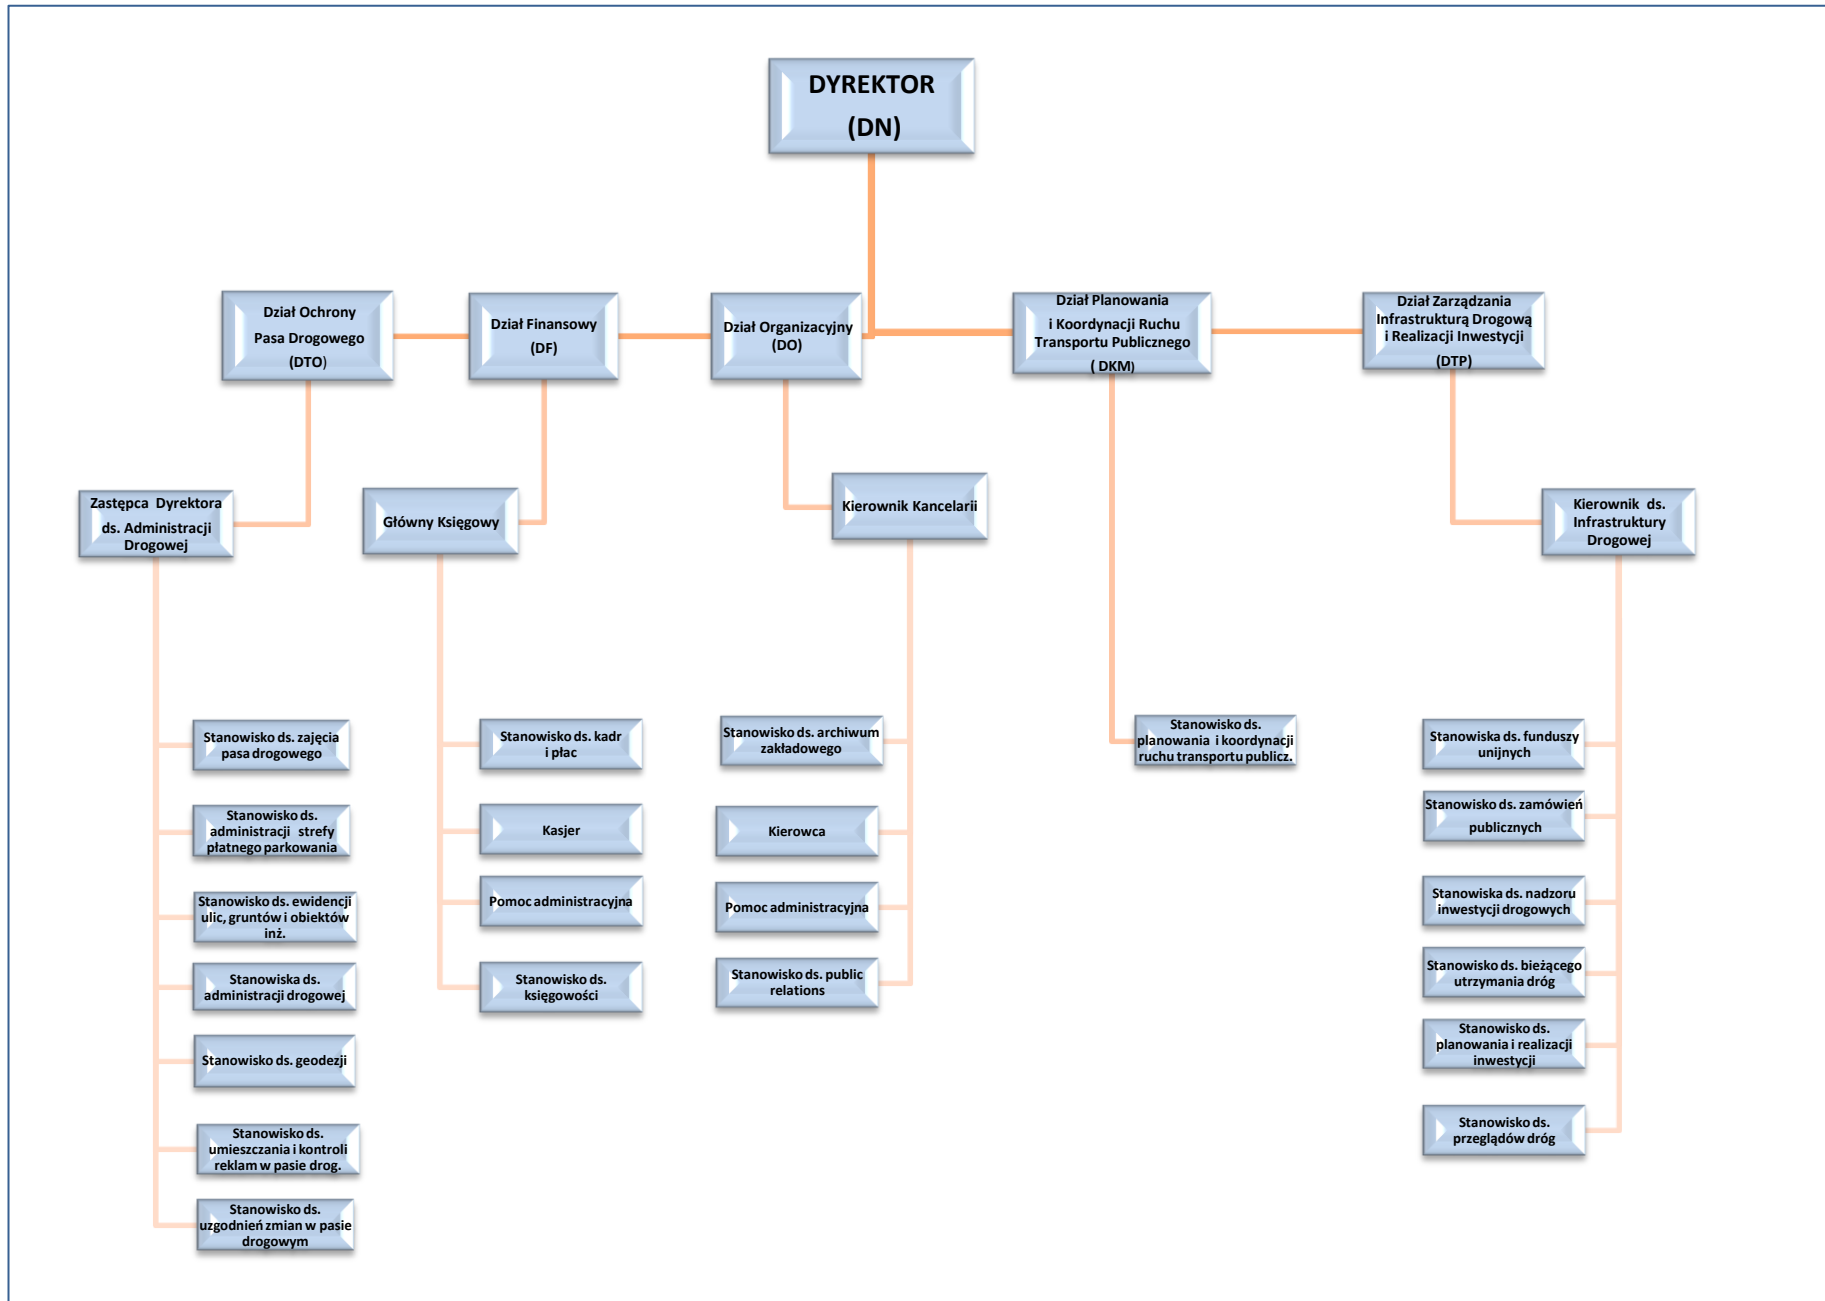 DYREKTOR
(DN)
Dział Ochrony
Pasa Drogowego
(DTO)
Dział Finansowy
(DF)
Dział Organizacyjny
(DO)
Dział Planowania
i Koordynacji Ruchu
Transportu Publicznego
( DKM)
Dział Zarządzania
Infrastrukturą Drogową
i Realizacji Inwestycji
(DTP)
Zastępca Dyrektora
ds. Administracji
Drogowej
Główny Księgowy
Kierownik Kancelarii
Kierownik ds.
Infrastruktury
Drogowej
Stanowisko ds. zajęcia
pasa drogowego
Stanowisko ds.
administracji strefy
płatnego parkowania
Stanowisko ds. ewidencji
ulic, gruntów i obiektów
inż.
Stanowiska ds.
administracji drogowej
Stanowisko ds. geodezji
Stanowisko ds.
umieszczania i kontroli
reklam w pasie drog.
Stanowisko ds.
uzgodnień zmian w pasie
drogowym
Stanowisko ds. kadr
i płac
Kasjer
Pomoc administracyjna
Stanowisko ds.
księgowości
Stanowisko ds. archiwum
zakładowego
Kierowca
Pomoc administracyjna
Stanowisko ds. public
relations
Stanowisko ds.
planowania i koordynacji
ruchu transportu publicz.
Stanowiska ds. funduszy
unijnych
Stanowisko ds. zamówień
publicznych
Stanowiska ds. nadzoru
inwestycji drogowych
Stanowisko ds. bieżącego
utrzymania dróg
Stanowisko ds.
planowania i realizacji
inwestycji
Stanowisko ds.
przeglądów dróg